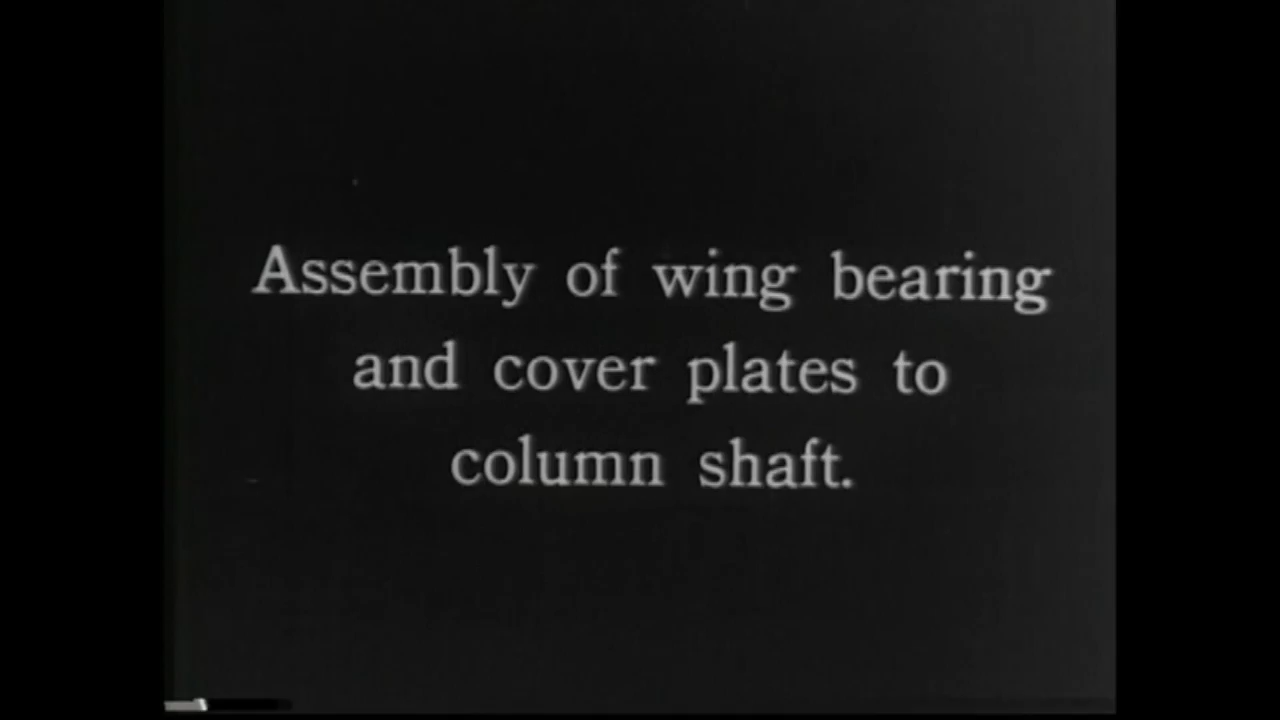 Assembly of wing bearing
and cover plates to
column shaft.